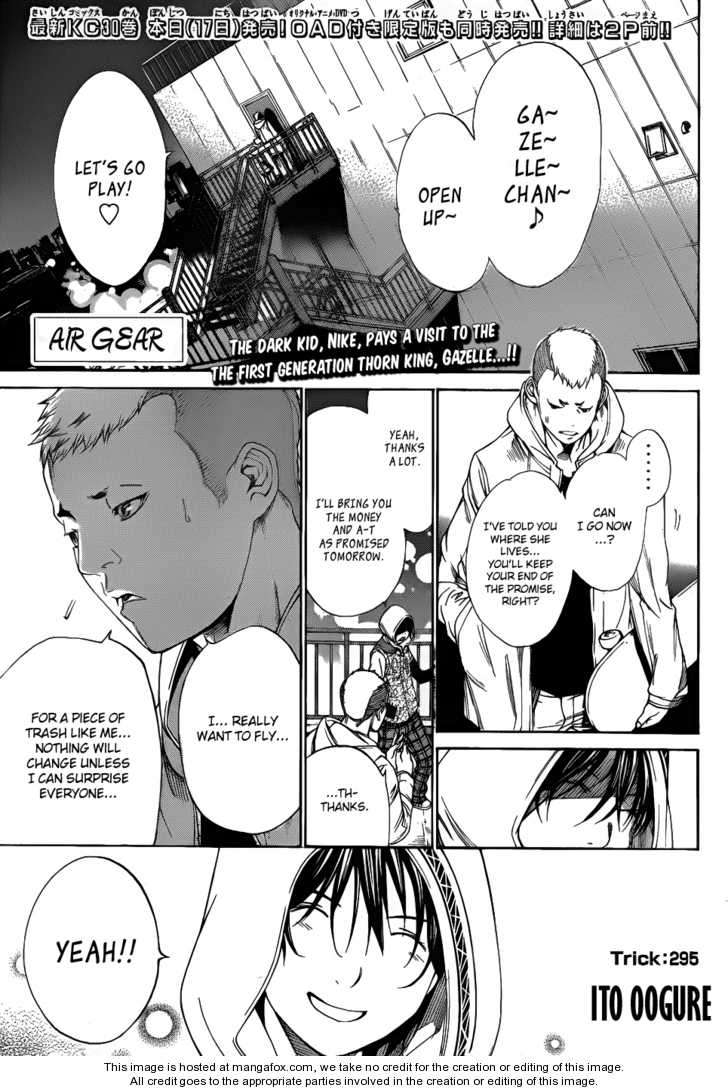 最新KC30巻 本日(17日)発売!OAD付き限定版も同時発売!! 詳細は2P前!!
GA~
ZE~
LLE~
CHAN~
♪
OPEN
UP~
LET'S GO
PLAY!
♡
AIR GEAR
THE DARK KID, NIKE, PAYS A VISIT TO THE
THE FIRST GENERATION THORN KING, GAZELLE...!!
......
CAN
I GO NOW
...?
I'VE TOLD YOU
WHERE SHE
LIVES...
YOU'LL KEEP
YOUR END OF
THE PROMISE,
RIGHT?
YEAH,
THANKS
A LOT.
I'LL BRING YOU
THE MONEY
AND A-T
AS PROMISED
TOMORROW.
...TH-
THANKS.
I... REALLY
WANT TO FLY...
FOR A PIECE OF
TRASH LIKE ME...
NOTHING WILL
CHANGE UNLESS
I CAN SURPRISE
EVERYONE...
YEAH!!
Trick:295
ITO OOGURE
This image is hosted at mangafox.com, we take no credit for the creation or editing of this image.
All credit goes to the appropriate parties involved in the creation or editing of this image.